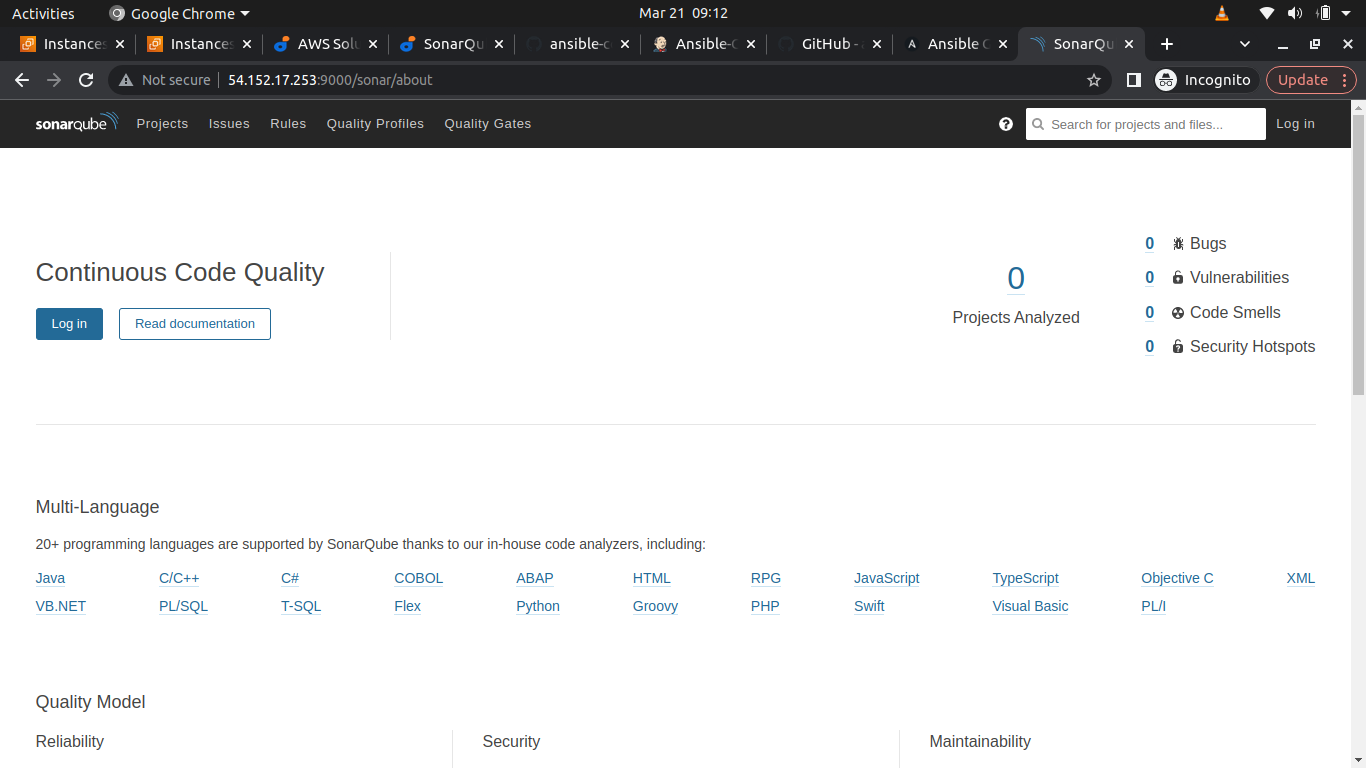 Activities Google Chrome Mar 21 09:12
Instances Instances AWS Solu SonarQu ansible-c Ansible-C GitHub - Ansible C SonarQu
Not secure 54.152.17.253:9000/sonar/about Incognito Update
sonarqube Projects Issues Rules Quality Profiles Quality Gates Search for projects and files... Log in
Continuous Code Quality
Log in Read documentation
0
Projects Analyzed
0 Bugs
0 Vulnerabilities
0 Code Smells
0 Security Hotspots
Multi-Language
20+ programming languages are supported by SonarQube thanks to our in-house code analyzers, including:
Java C/C++ C# COBOL ABAP HTML RPG JavaScript TypeScript Objective C XML
VB.NET PL/SQL T-SQL Flex Python Groovy PHP Swift Visual Basic PL/I
Quality Model
Reliability Security Maintainability